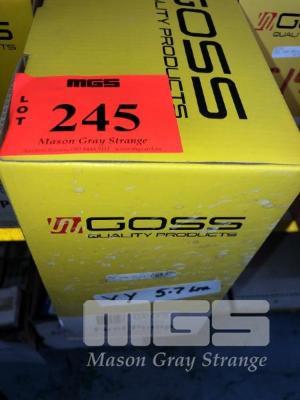 MGS
LOT
245
Mason Gray Strange
GOSS
QUALITY PRODUCTS
GOSS
QUALITY PRODUCTS
VY 5.7 Ltr
MGS
Mason Gray Strange